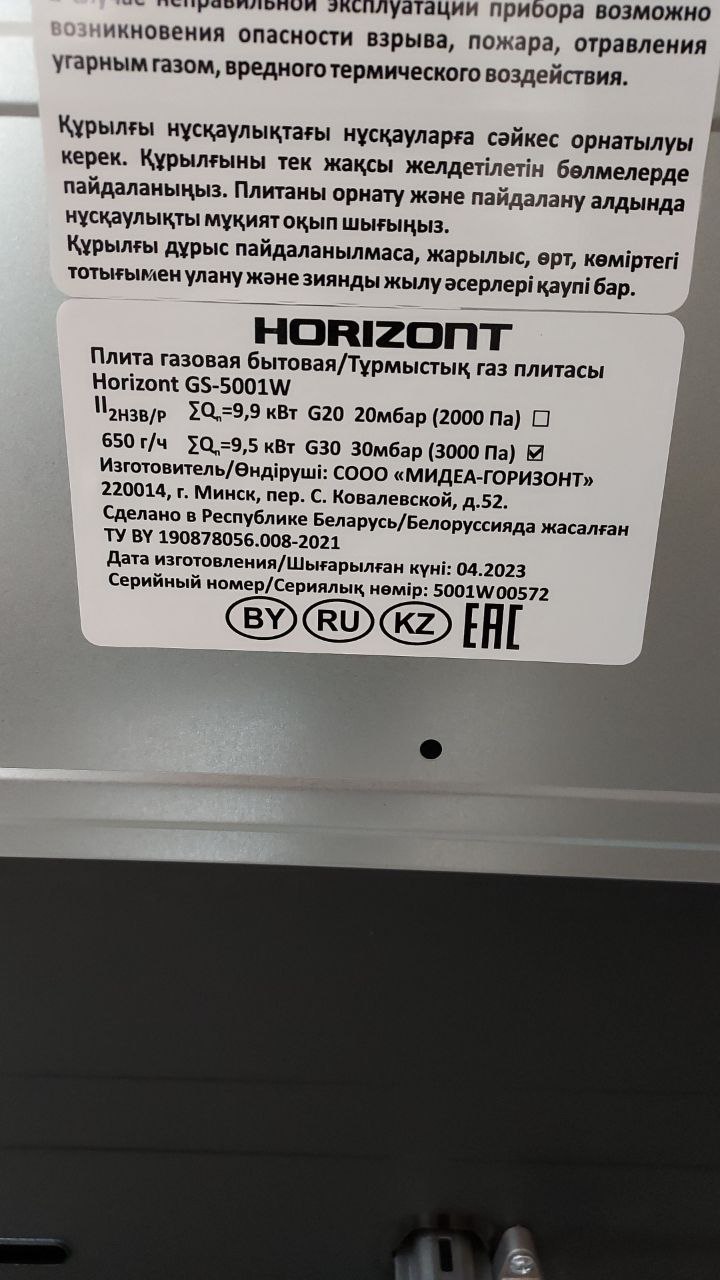 случае неправильной эксплуатации прибора возможно
возникновения опасности взрыва, пожара, отравления
угарным газом, вредного термического воздействия.
Құрылғы нұсқаулықтағы нұсқауларға сәйкес орнатылуы
керек. Құрылғыны тек жақсы желдетілетін бөлмелерде
пайдаланыңыз. Плитаны орнату және пайдалану алдында
нұсқаулықты мұқият оқып шығыңыз.
Құрылғы дұрыс пайдаланылмаса, жарылыс, өрт, көміртегі
тотығымен улану және зиянды жылу әсерлері қаупі бар.
HORIZONT
Плита газовая бытовая/Тұрмыстық газ плитасы
Horizont GS-5001W
II2H3B/P ∑Qn=9,9 кВт G20 20мбар (2000 Па) ☐
650 г/ч ∑Qn=9,5 кВт G30 30мбар (3000 Па) ☑
Изготовитель/Өндіруші: СООО «МИДЕА-ГОРИЗОНТ»
220014, г. Минск, пер. С. Ковалевской, д.52.
Сделано в Республике Беларусь/Белоруссияда жасалған
ТУ BY 190878056.008-2021
Дата изготовления/Шығарылған күні: 04.2023
Серийный номер/Сериялық нөмір: 5001W00572
BY RU KZ EAC